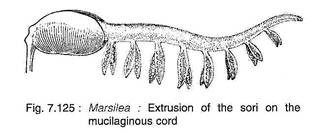 Fig. 7.125 : Marsilea : Extrusion of the sori on the
mucilaginous cord